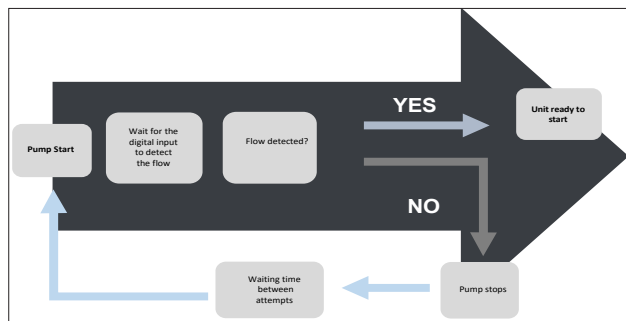 Pump Start
Wait for the
digital input
to detect
the flow
Flow detected?
YES
Unit ready to
start
NO
Pump stops
Waiting time
between
attempts